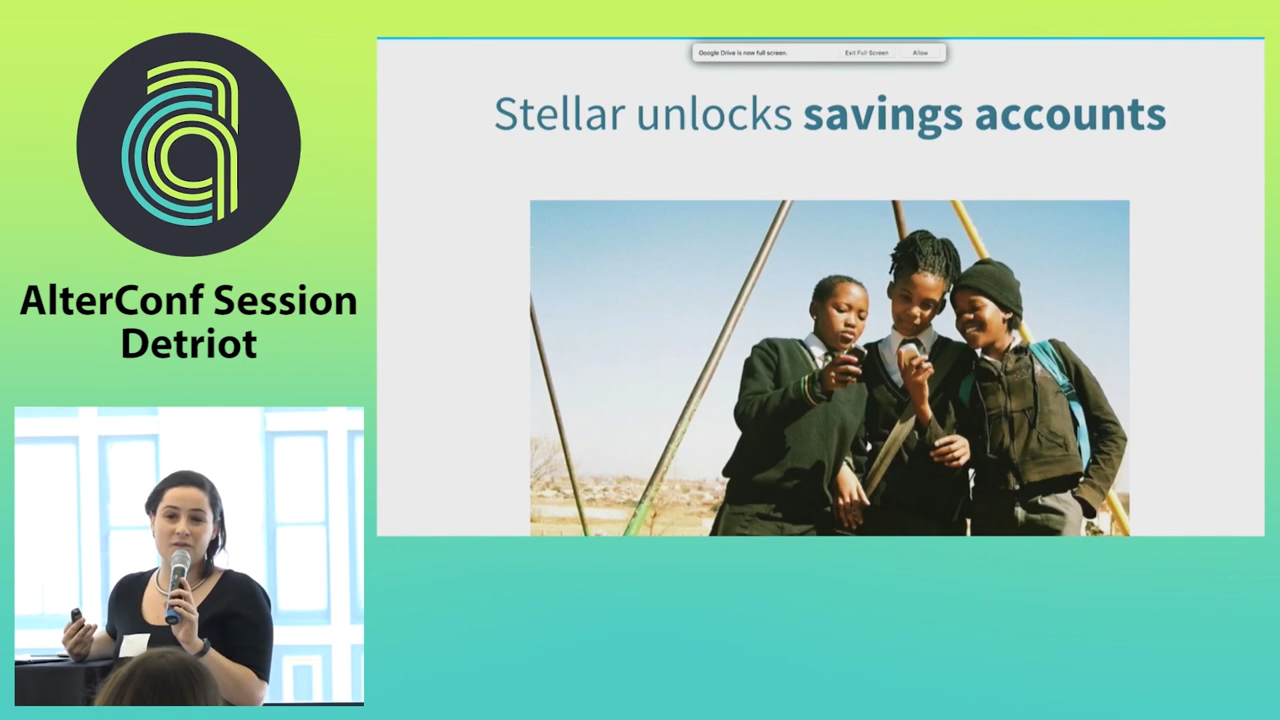 AlterConf Session
Detriot
Google Drive is now full screen. Exit Full Screen Allow
Stellar unlocks savings accounts